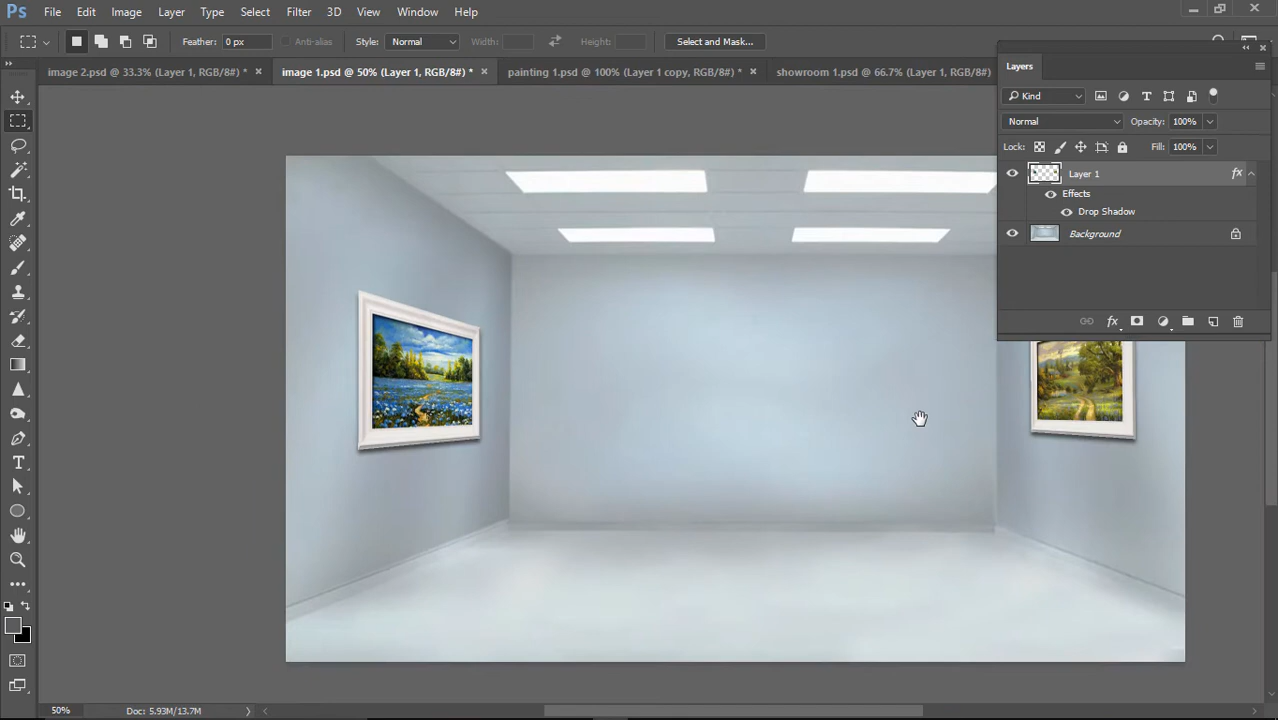 Ps File Edit Image Layer Type Select Filter 3D View Window Help
Feather: 0 px Anti-alias Style: Normal Width: Height: Select and Mask...
image 2.psd @ 33.3% (Layer 1, RGB/8#) * image 1.psd @ 50% (Layer 1, RGB/8#) * painting 1.psd @ 100% (Layer 1 copy, RGB/8#) * showroom 1.psd @ 66.7% (Layer 1, RGB/8#)
Layers
Kind
Normal Opacity: 100%
Lock: Fill: 100%
Layer 1 fx
Effects
Drop Shadow
Background
fx
50% Doc: 5.93M/13.7M